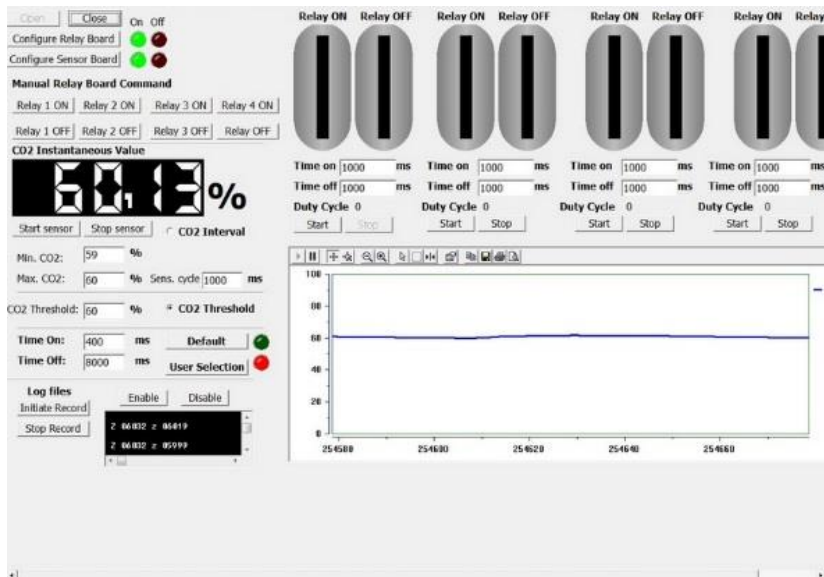 Open Close On Off
Configure Relay Board
Configure Sensor Board
Manual Relay Board Command
Relay 1 ON Relay 2 ON Relay 3 ON Relay 4 ON
Relay 1 OFF Relay 2 OFF Relay 3 OFF Relay OFF
CO2 Instantaneous Value
60.13 %
Start sensor Stop sensor CO2 Interval
Min. CO2: 59 %
Max. CO2: 60 % Sens. cycle 1000 ms
CO2 Threshold: 60 % CO2 Threshold
Time On: 400 ms Default
Time Off: 8000 ms User Selection
Log files
Initiate Record Enable Disable
Stop Record
Z 06032 z 06019
Z 06032 z 05999
Relay ON Relay OFF Relay ON Relay OFF Relay ON Relay OFF Relay ON Relay
Time on 1000 ms Time on 1000 ms Time on 1000 ms Time on 1000 ms
Time off 1000 ms Time off 1000 ms Time off 1000 ms Time off 1000 ms
Duty Cycle 0 Duty Cycle 0 Duty Cycle 0 Duty Cycle 0
Start Stop Start Stop Start Stop Start Stop
100
80
60
40
20
0
254580 254600 254620 254640 254660